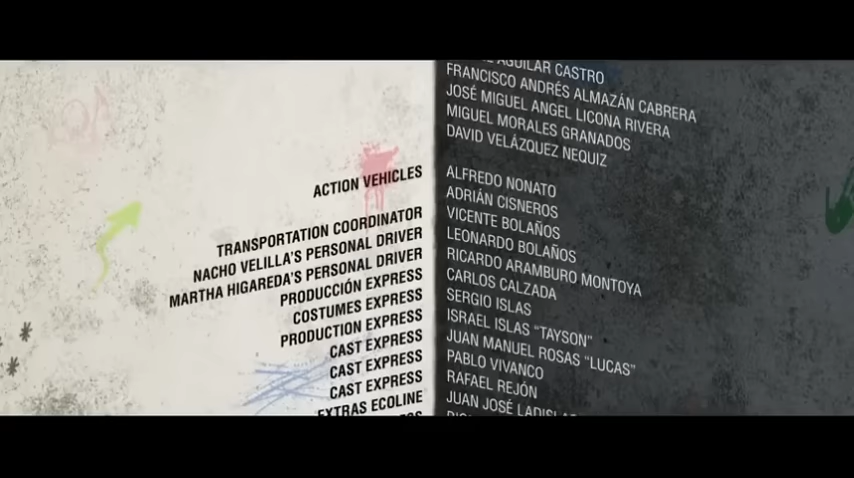 AGUILAR CASTRO
FRANCISCO ANDRÉS ALMAZÁN CABRERA
JOSÉ MIGUEL ANGEL LICONA RIVERA
MIGUEL MORALES GRANADOS
DAVID VELÁZQUEZ NEQUIZ
ACTION VEHICLES ALFREDO NONATO
ADRIÁN CISNEROS
TRANSPORTATION COORDINATOR VICENTE BOLAÑOS
NACHO VELILLA'S PERSONAL DRIVER LEONARDO BOLAÑOS
MARTHA HIGAREDA'S PERSONAL DRIVER RICARDO ARAMBURO MONTOYA
PRODUCCIÓN EXPRESS CARLOS CALZADA
COSTUMES EXPRESS SERGIO ISLAS
PRODUCTION EXPRESS ISRAEL ISLAS “TAYSON”
CAST EXPRESS JUAN MANUEL ROSAS “LUCAS”
CAST EXPRESS PABLO VIVANCO
CAST EXPRESS RAFAEL REJÓN
EXTRAS ECOLINE JUAN JOSÉ